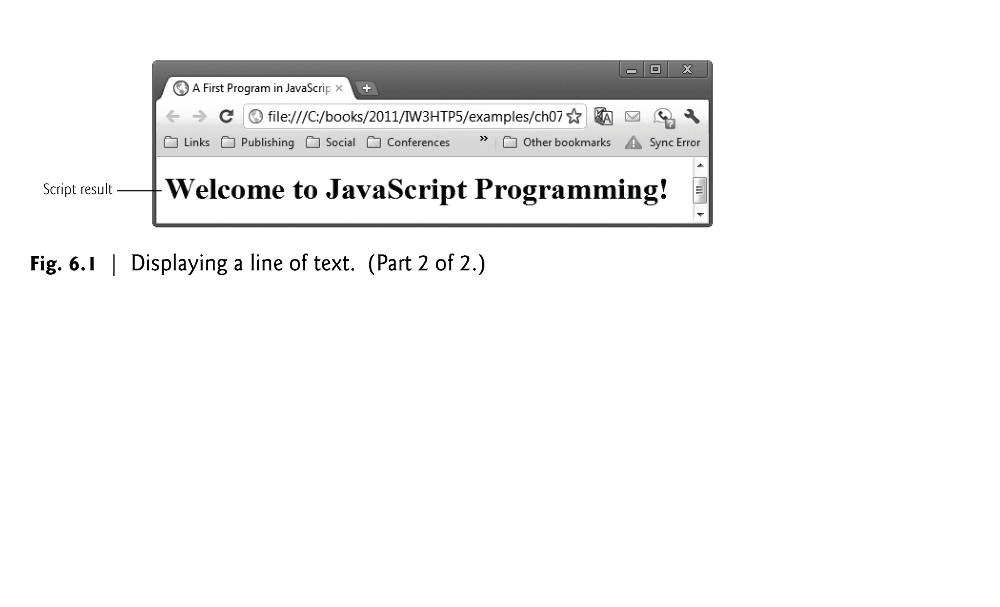 A First Program in JavaScrip
file:///C:/books/2011/IW3HTP5/examples/ch07
Links Publishing Social Conferences » Other bookmarks Sync Error
Script result Welcome to JavaScript Programming!
Fig. 6.1 | Displaying a line of text. (Part 2 of 2.)